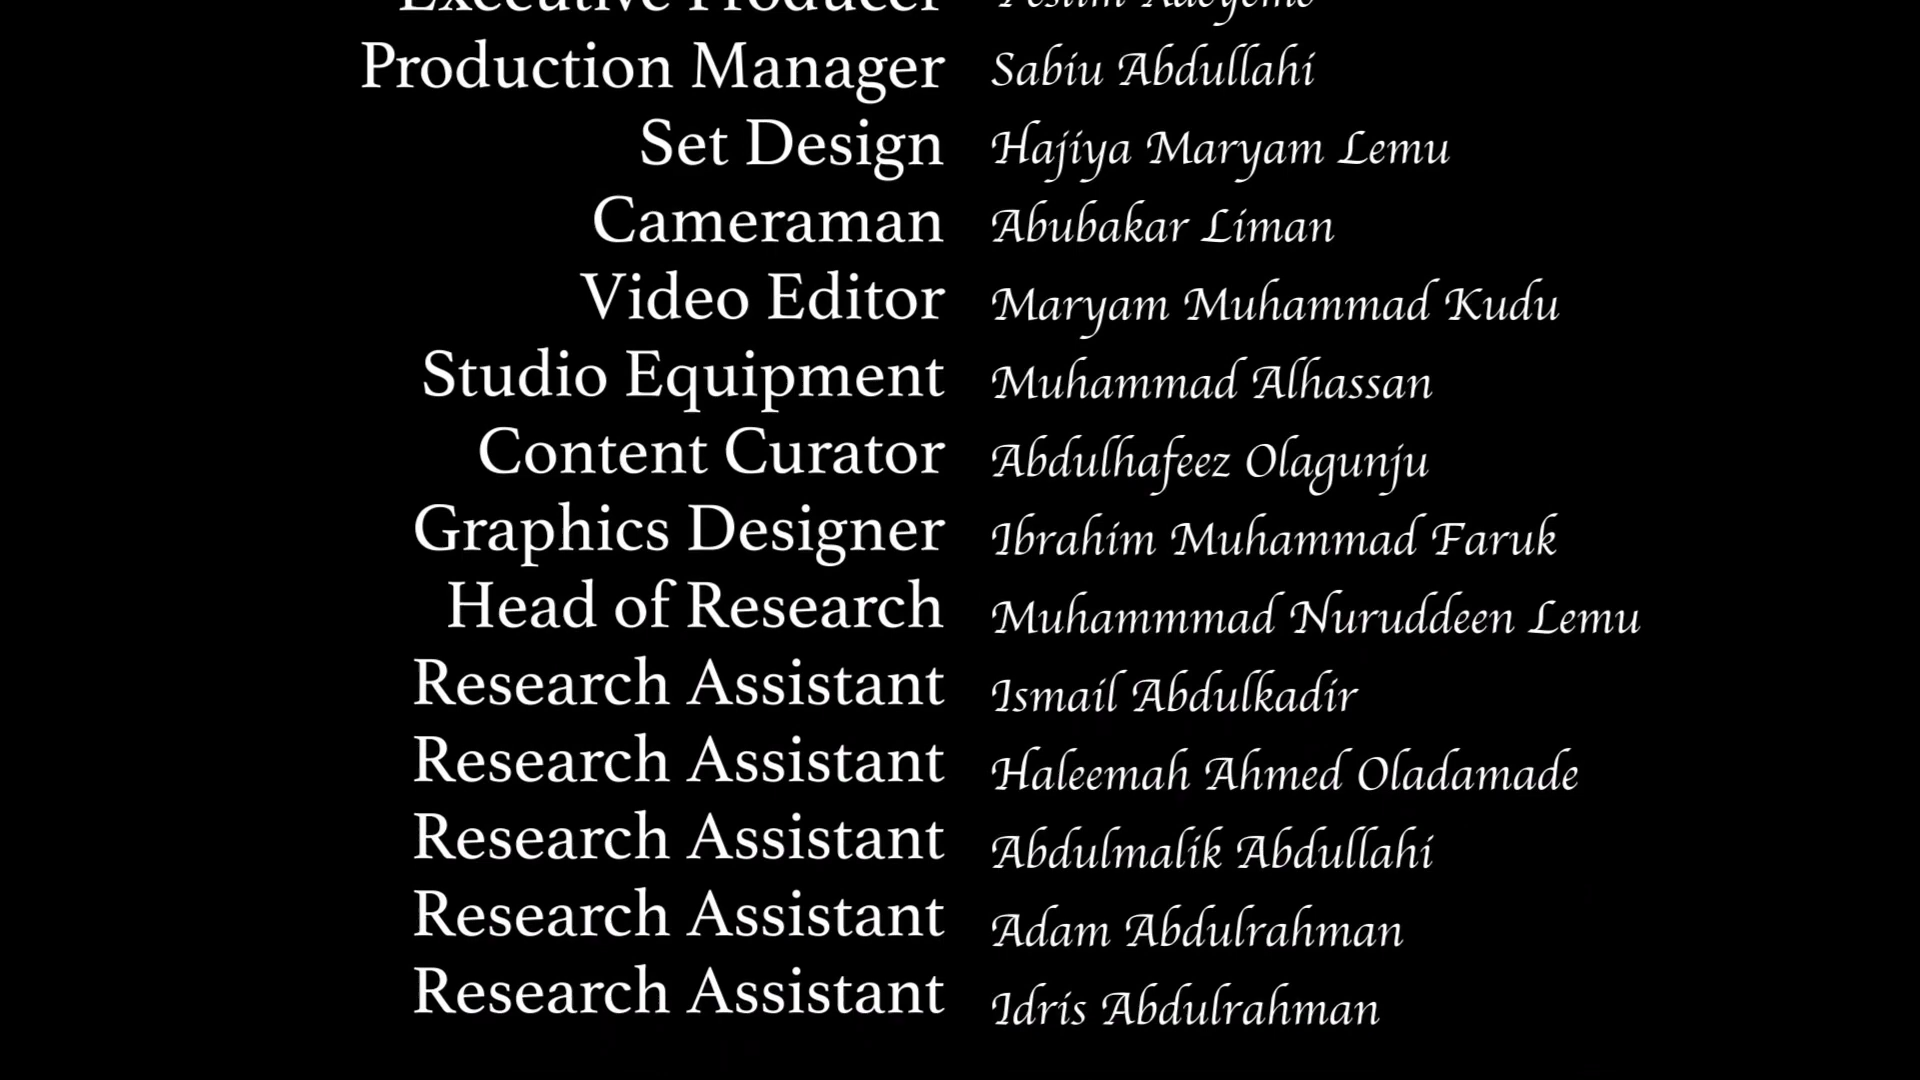 Executive Producer
Production Manager Sabiu Abdullahi
Set Design Hajiya Maryam Lemu
Cameraman Abubakar Liman
Video Editor Maryam Muhammad Kudu
Studio Equipment Muhammad Alhassan
Content Curator Abdulhafeez Olagunju
Graphics Designer Ibrahim Muhammad Faruk
Head of Research Muhammmad Nuruddeen Lemu
Research Assistant Ismail Abdulkadir
Research Assistant Haleemah Ahmed Oladamade
Research Assistant Abdulmalik Abdullahi
Research Assistant Adam Abdulrahman
Research Assistant Idris Abdulrahman